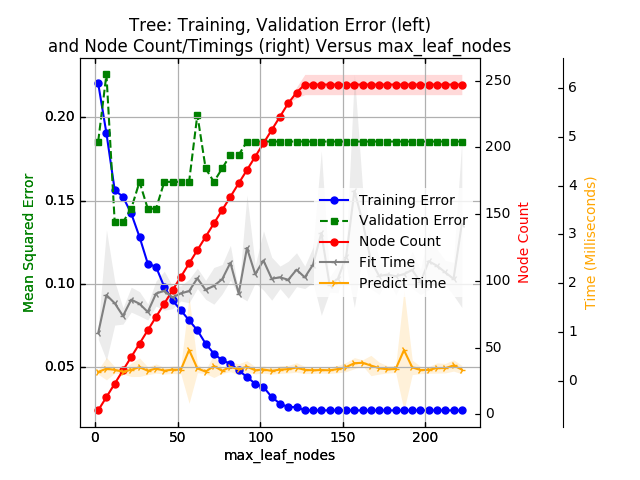 Tree: Training, Validation Error (left)
and Node Count/Timings (right) Versus max_leaf_nodes
Mean Squared Error
0.20
0.15
0.10
0.05
0
50
100
150
200
max_leaf_nodes
Training Error
Validation Error
Node Count
Fit Time
Predict Time
250
200
150
100
50
0
Node Count
6
5
4
3
2
1
0
Time (Milliseconds)